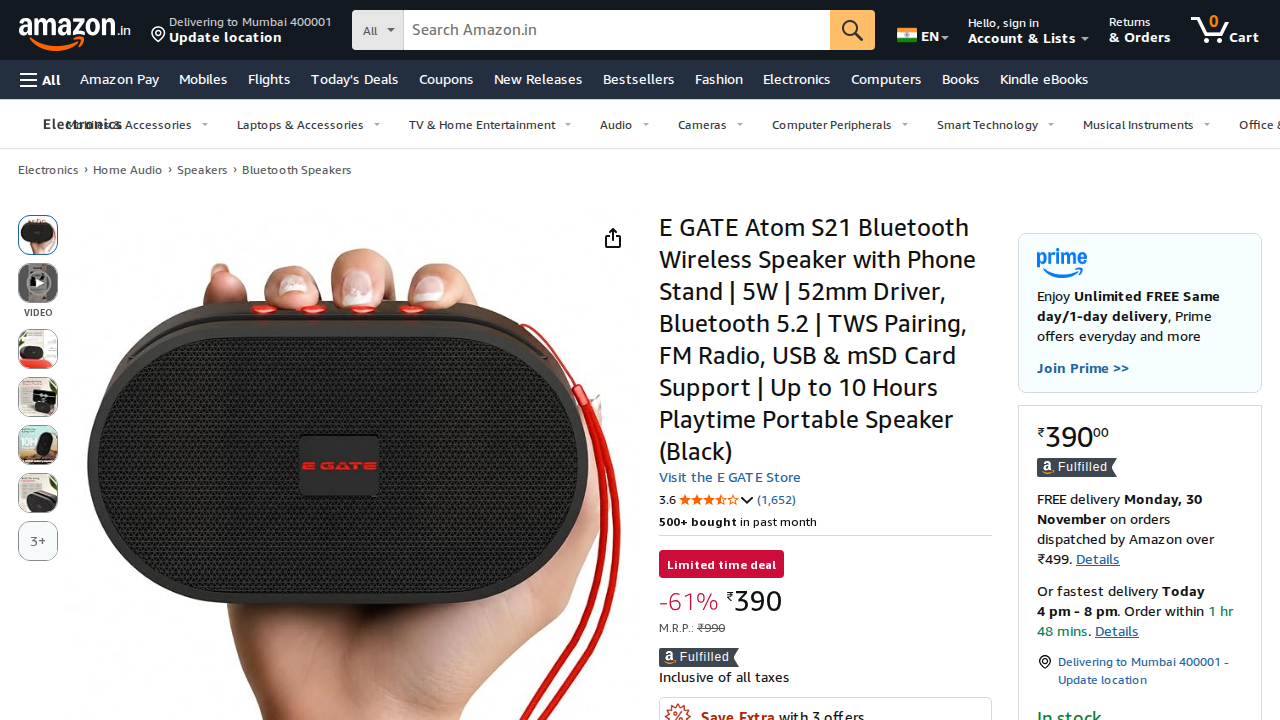 amazon.in
Delivering to Mumbai 400001
Update location
All
Search Amazon.in
EN
Hello, sign in
Account & Lists
Returns
& Orders
0
Cart
All
Amazon Pay
Mobiles
Flights
Today's Deals
Coupons
New Releases
Bestsellers
Fashion
Electronics
Computers
Books
Kindle eBooks
Electronics
Mobiles & Accessories
Laptops & Accessories
TV & Home Entertainment
Audio
Cameras
Computer Peripherals
Smart Technology
Musical Instruments
Office &
Electronics › Home Audio › Speakers › Bluetooth Speakers
VIDEO
3+
E GATE
E GATE Atom S21 Bluetooth
Wireless Speaker with Phone
Stand | 5W | 52mm Driver,
Bluetooth 5.2 | TWS Pairing,
FM Radio, USB & mSD Card
Support | Up to 10 Hours
Playtime Portable Speaker
(Black)
Visit the E GATE Store
3.6 (1,652)
500+ bought in past month
Limited time deal
-61% ₹390
M.R.P.: ₹990
a Fulfilled
Inclusive of all taxes
Save Extra with 3 offers
prime
Enjoy Unlimited FREE Same
day/1-day delivery, Prime
offers everyday and more
Join Prime >>
₹39000
a Fulfilled
FREE delivery Monday, 30
November on orders
dispatched by Amazon over
₹499. Details
Or fastest delivery Today
4 pm - 8 pm. Order within 1 hr
48 mins. Details
Delivering to Mumbai 400001 -
Update location
In stock